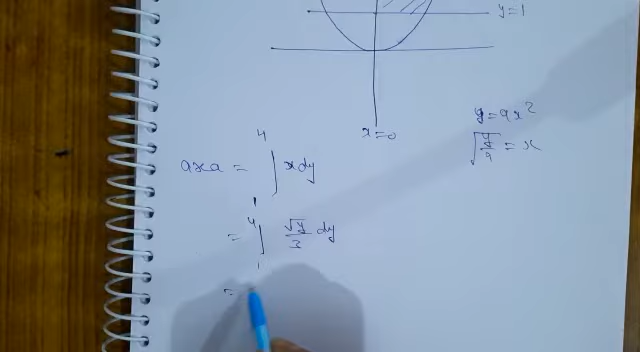 y=1
x=0
y=9x²
√y/9 = x
area = ∫₁⁴ x dy
= ∫₁⁴ √y/3 dy
=